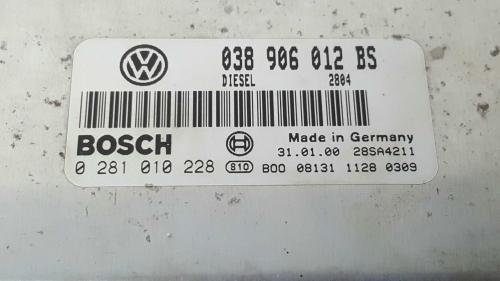 038 906 012 BS
DIESEL 2804
BOSCH
Made in Germany
31.01.00 28SA4211
0 281 010 228 810 B00 08131 1128 0309